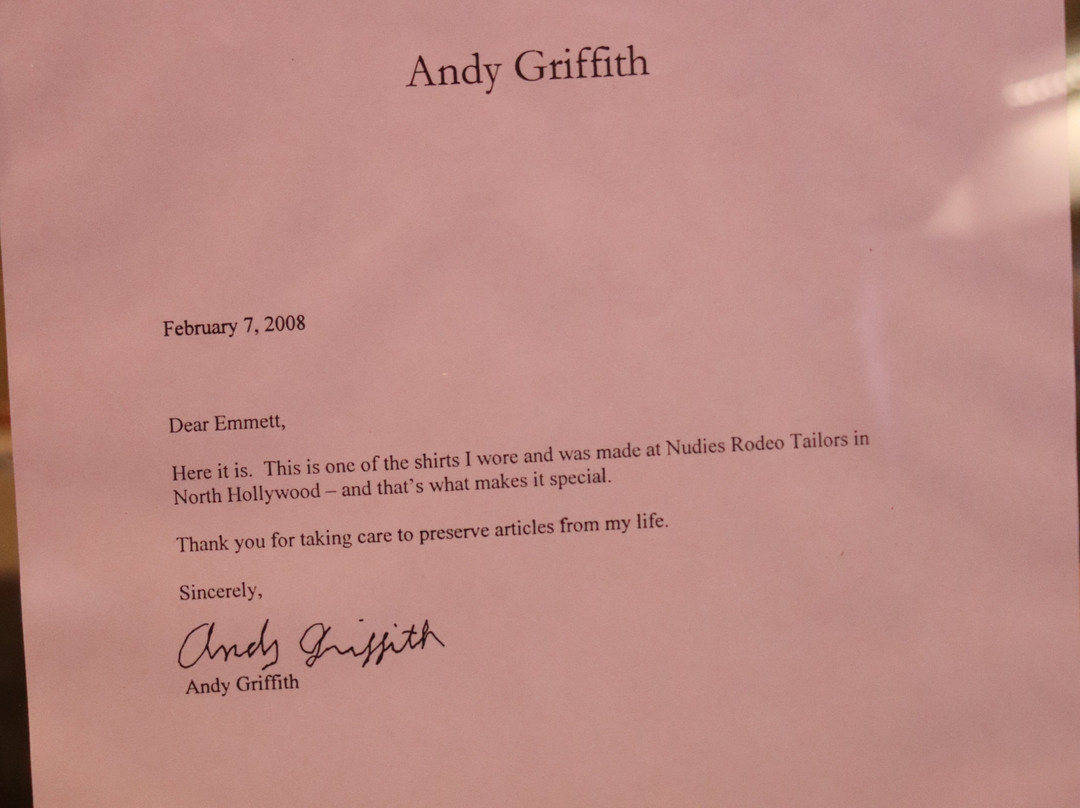 Andy Griffith
February 7, 2008
Dear Emmett,
Here it is.  This is one of the shirts I wore and was made at Nudies Rodeo Tailors in
North Hollywood – and that's what makes it special.
Thank you for taking care to preserve articles from my life.
Sincerely,
Andy Griffith
Andy Griffith